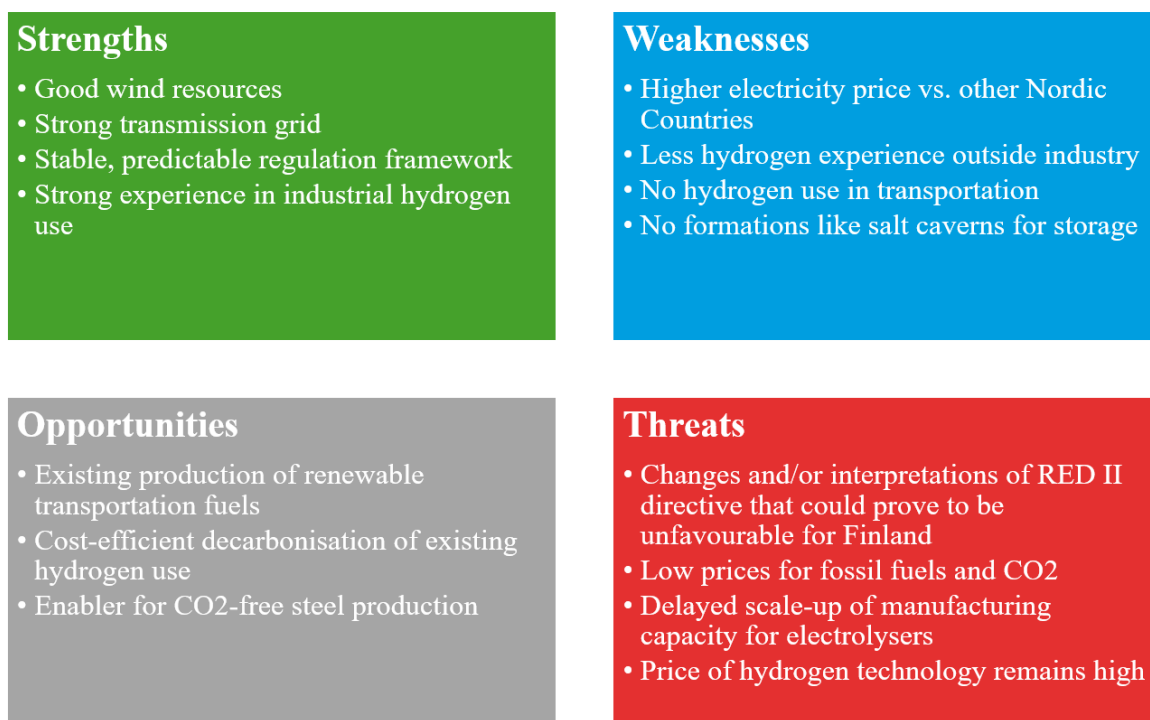 Strengths
• Good wind resources
• Strong transmission grid
• Stable, predictable regulation framework
• Strong experience in industrial hydrogen
use
Weaknesses
• Higher electricity price vs. other Nordic
Countries
• Less hydrogen experience outside industry
• No hydrogen use in transportation
• No formations like salt caverns for storage
Opportunities
• Existing production of renewable
transportation fuels
• Cost-efficient decarbonisation of existing
hydrogen use
• Enabler for CO2-free steel production
Threats
• Changes and/or interpretations of RED II
directive that could prove to be
unfavourable for Finland
• Low prices for fossil fuels and CO2
• Delayed scale-up of manufacturing
capacity for electrolysers
• Price of hydrogen technology remains high